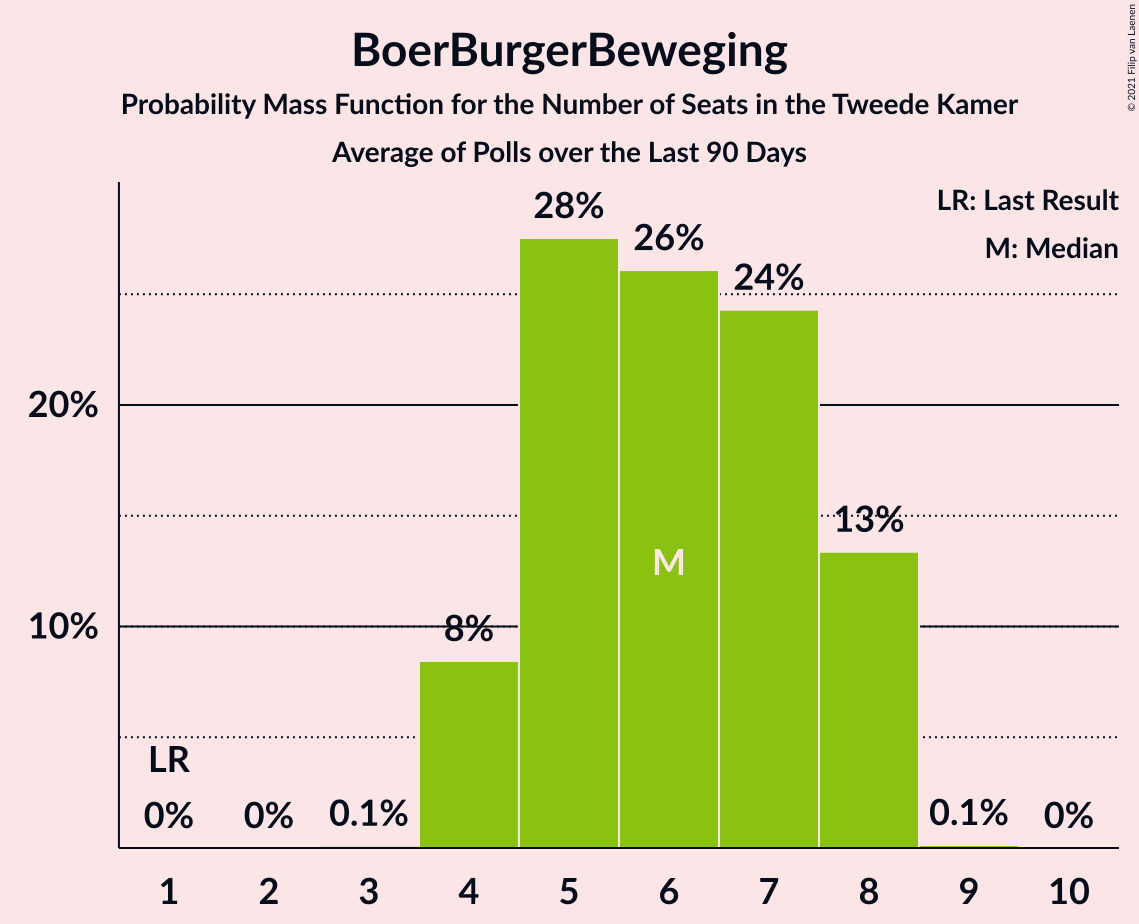 BoerBurgerBeweging
Probability Mass Function for the Number of Seats in the Tweede Kamer
Average of Polls over the Last 90 Days
© 2021 Filip van Laenen
LR: Last Result
M: Median
28%
26%
24%
20%
13%
M
10%
8%
LR
0%
0%
0.1%
0.1%
0%
1
2
3
4
5
6
7
8
9
10